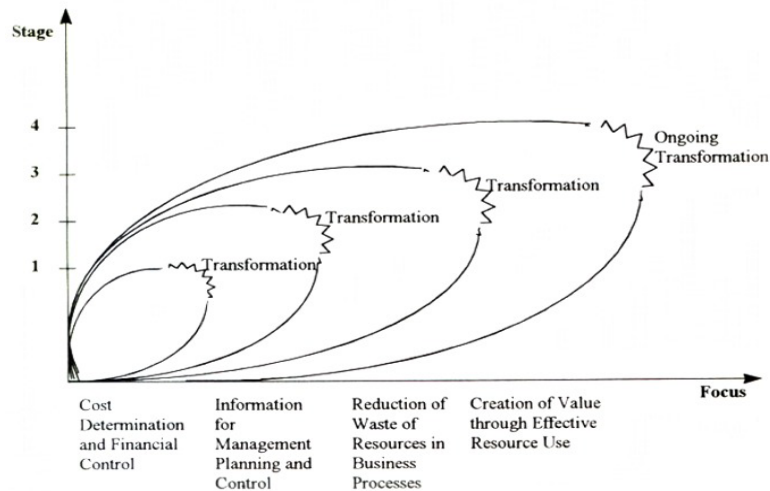 Stage
4
Ongoing
Transformation
3
Transformation
2
Transformation
1
Transformation
Focus
Cost
Determination
and Financial
Control
Information
for
Management
Planning and
Control
Reduction of
Waste of
Resources in
Business
Processes
Creation of Value
through Effective
Resource Use